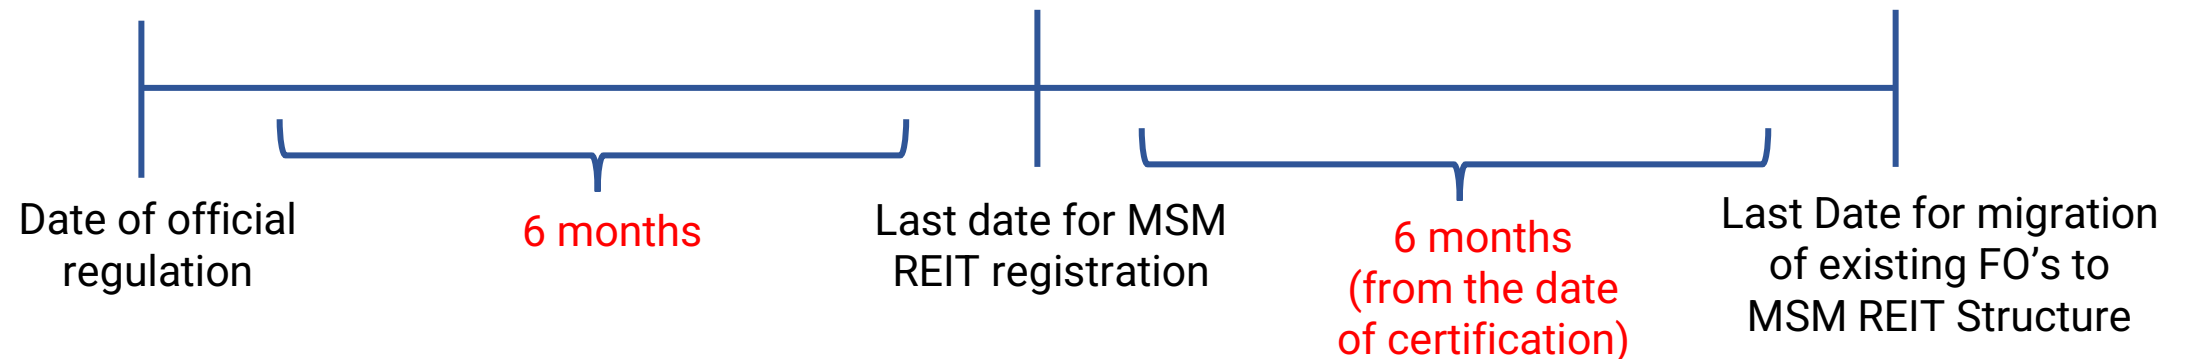 Date of official
regulation
6 months
Last date for MSM
REIT registration
6 months
(from the date
of certification)
Last Date for migration
of existing FO's to
MSM REIT Structure